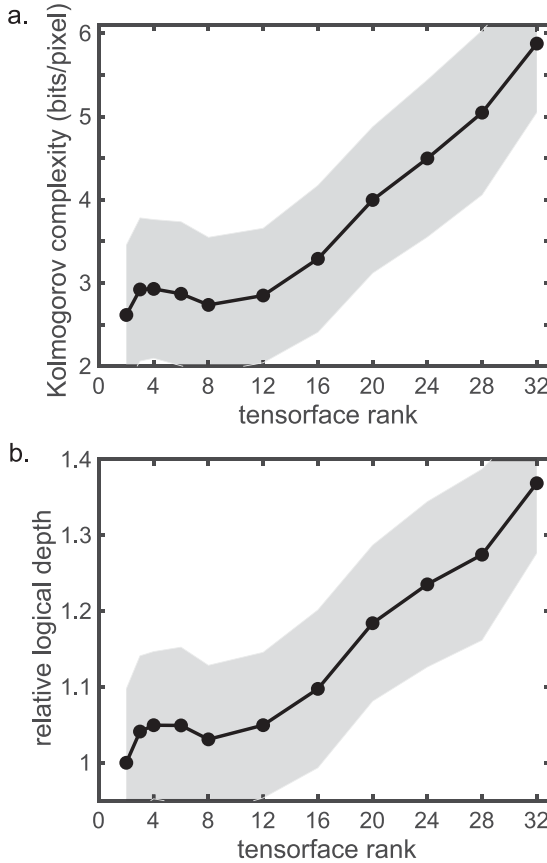 a.
Kolmogorov complexity (bits/pixel)
6
5
4
3
2
0 4 8 12 16 20 24 28 32
tensorface rank
b.
relative logical depth
1.4
1.3
1.2
1.1
1
0 4 8 12 16 20 24 28 32
tensorface rank